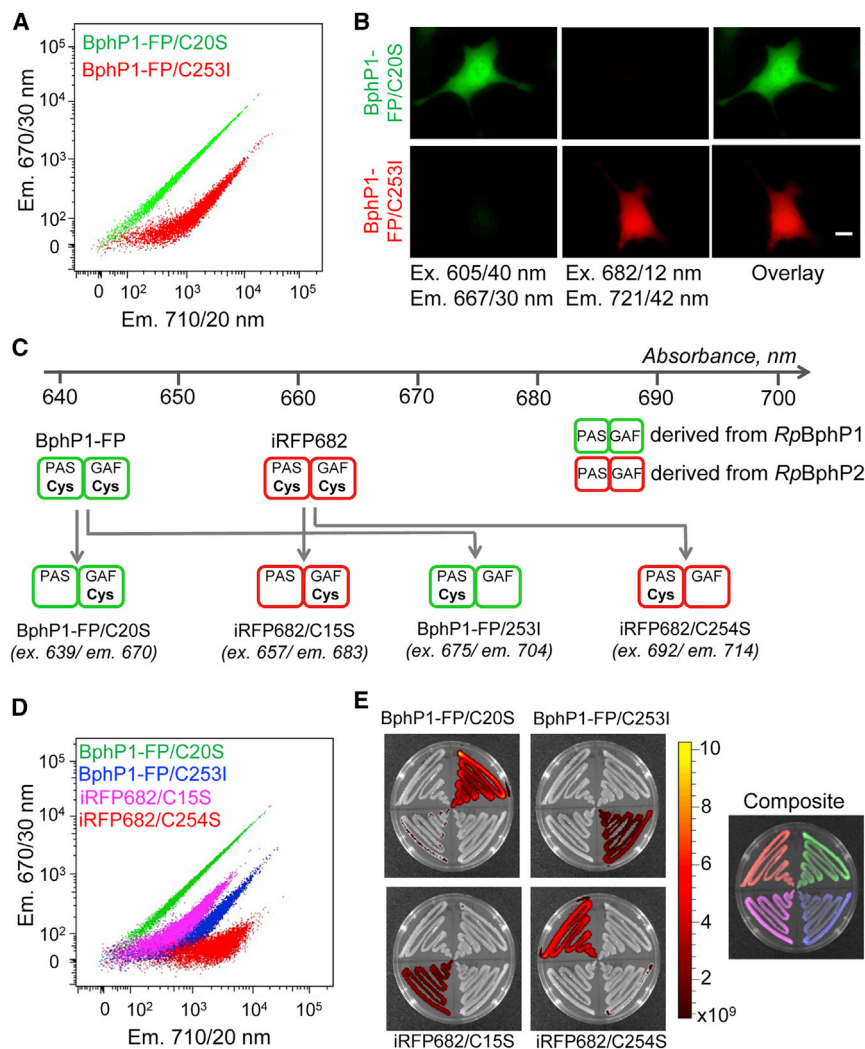 A
BphP1-FP/C20S
BphP1-FP/C253I
Em. 670/30 nm
10⁵
10⁴
10³
10²
0
0 10² 10³ 10⁴ 10⁵
Em. 710/20 nm
B
BphP1-
FP/C20S
BphP1-
FP/C253I
Ex. 605/40 nm
Em. 667/30 nm
Ex. 682/12 nm
Em. 721/42 nm
Overlay
C
Absorbance, nm
640 650 660 670 680 690 700
BphP1-FP
PAS GAF
Cys Cys
iRFP682
PAS GAF
Cys Cys
PAS GAF derived from RpBphP1
PAS GAF derived from RpBphP2
PAS GAF
Cys
BphP1-FP/C20S
(ex. 639/ em. 670)
PAS GAF
Cys
iRFP682/C15S
(ex. 657/ em. 683)
PAS GAF
Cys
BphP1-FP/253I
(ex. 675/ em. 704)
PAS GAF
Cys
iRFP682/C254S
(ex. 692/ em. 714)
D
BphP1-FP/C20S
BphP1-FP/C253I
iRFP682/C15S
iRFP682/C254S
Em. 670/30 nm
10⁵
10⁴
10³
10²
0
0 10² 10³ 10⁴ 10⁵
Em. 710/20 nm
E
BphP1-FP/C20S BphP1-FP/C253I
iRFP682/C15S iRFP682/C254S
10
8
6
4
2
x10⁹
Composite